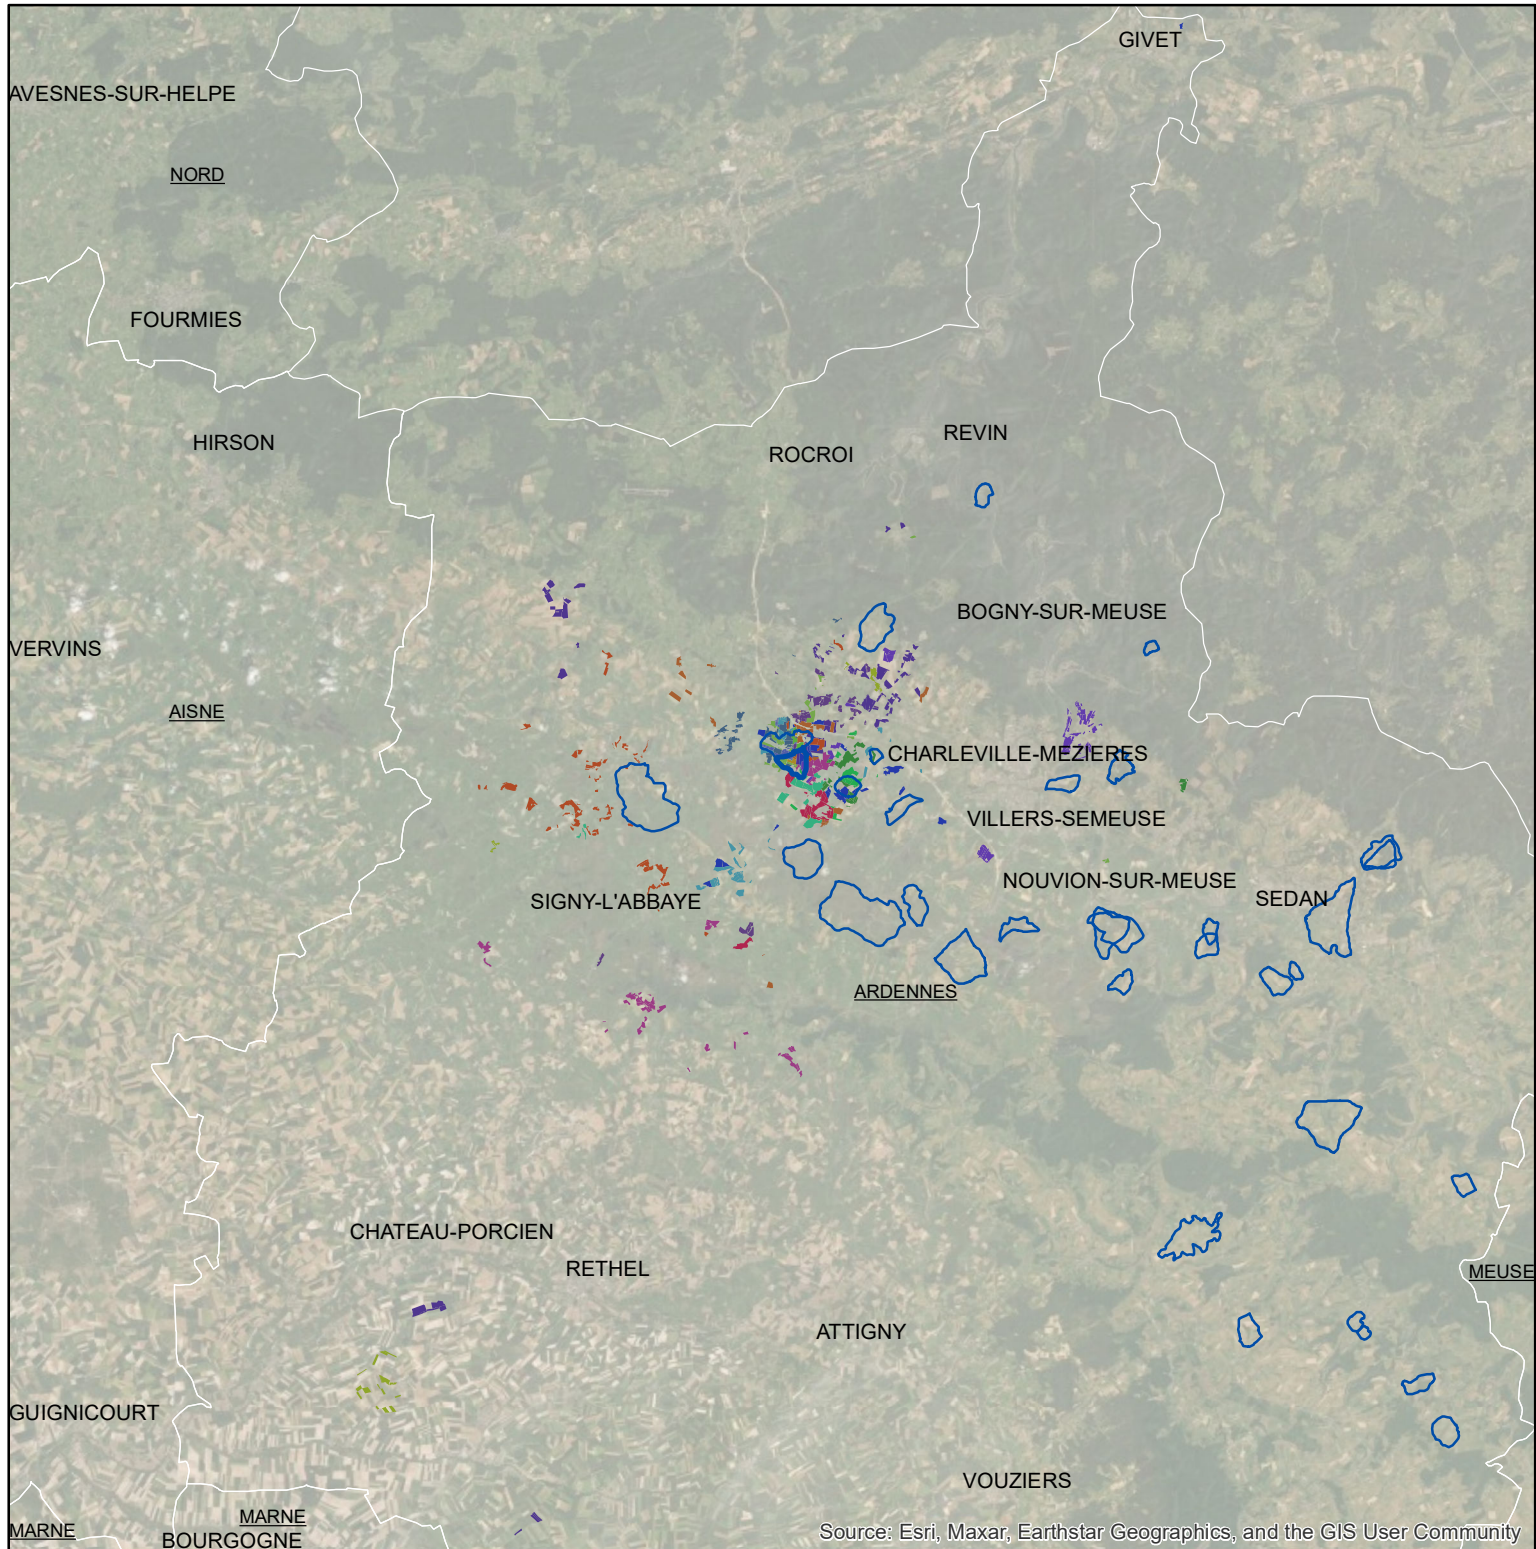 GIVET
AVESNES-SUR-HELPE
NORD
FOURMIES
REVIN
HIRSON
ROCROI
BOGNY-SUR-MEUSE
VERVINS
AISNE
CHARLEVILLE-MEZIERES
VILLERS-SEMEUSE
NOUVION-SUR-MEUSE
SEDAN
SIGNY-L'ABBAYE
ARDENNES
CHATEAU-PORCIEN
RETHEL
MEUSE
ATTIGNY
GUIGNICOURT
VOUZIERS
MARNE
MARNE
BOURGOGNE
Source: Esri, Maxar, Earthstar Geographics, and the GIS User Community